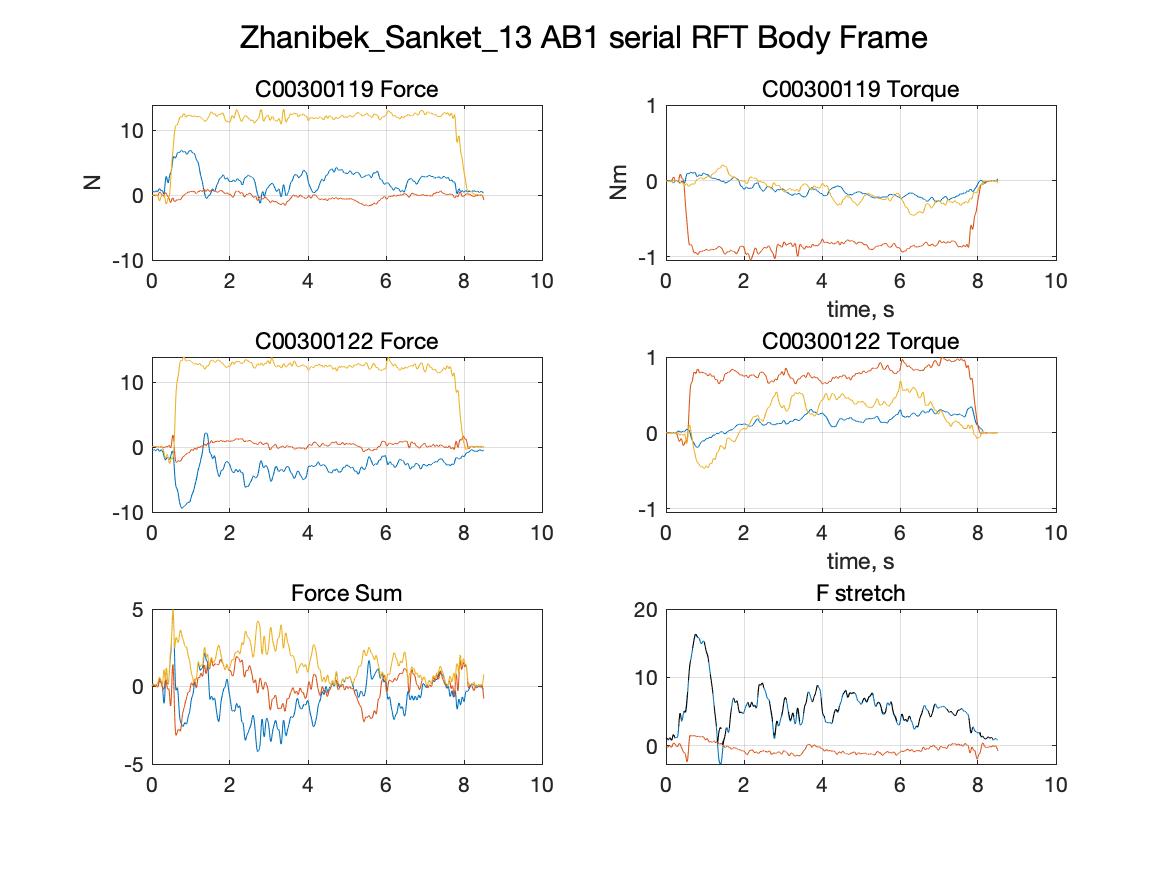 Zhanibek_Sanket_13 AB1 serial RFT Body Frame
C00300119 Force
N
10
0
-10
0 2 4 6 8 10
C00300119 Torque
Nm
1
0
-1
0 2 4 6 8 10
time, s
C00300122 Force
10
0
-10
0 2 4 6 8 10
C00300122 Torque
1
0
-1
0 2 4 6 8 10
time, s
Force Sum
5
0
-5
0 2 4 6 8 10
F stretch
20
10
0
0 2 4 6 8 10